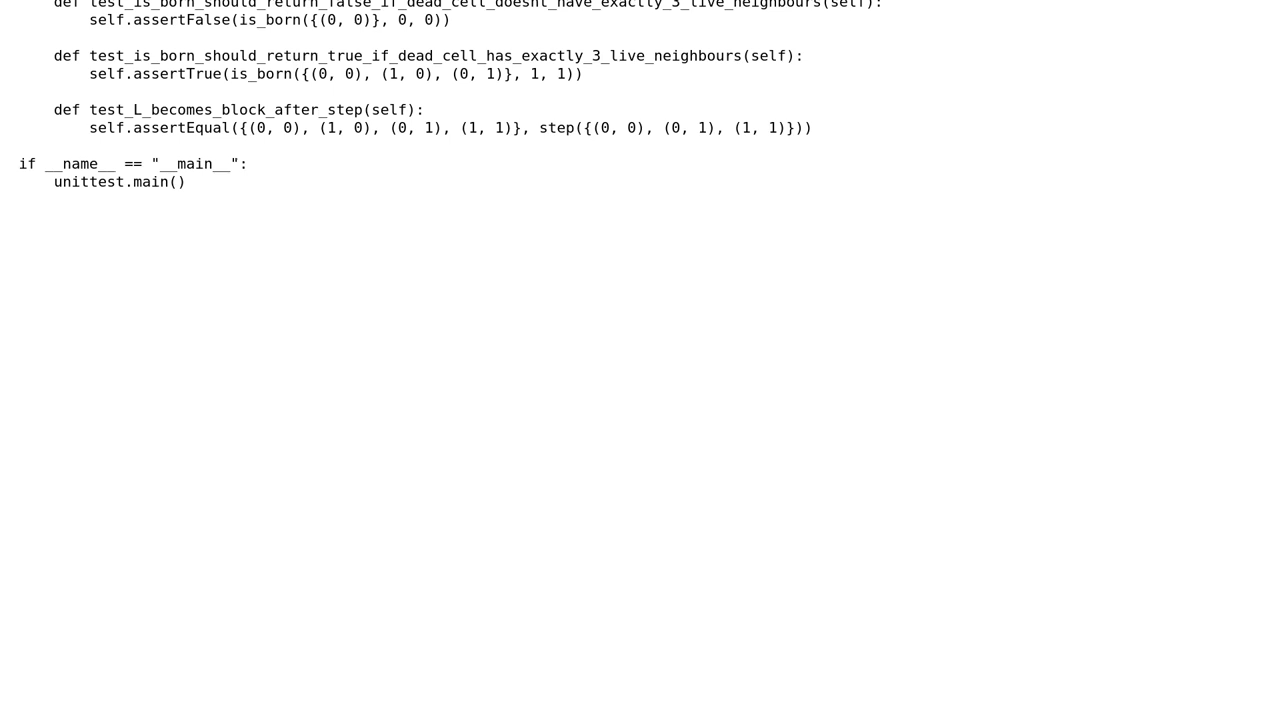 def test_is_born_should_return_false_if_dead_cell_doesnt_have_exactly_3_live_neighbours(self):
self.assertFalse(is_born({(0, 0)}, 0, 0))
def test_is_born_should_return_true_if_dead_cell_has_exactly_3_live_neighbours(self):
self.assertTrue(is_born({(0, 0), (1, 0), (0, 1)}, 1, 1))
def test_L_becomes_block_after_step(self):
self.assertEqual({(0, 0), (1, 0), (0, 1), (1, 1)}, step({(0, 0), (0, 1), (1, 1)}))
if __name__ == "__main__":
unittest.main()